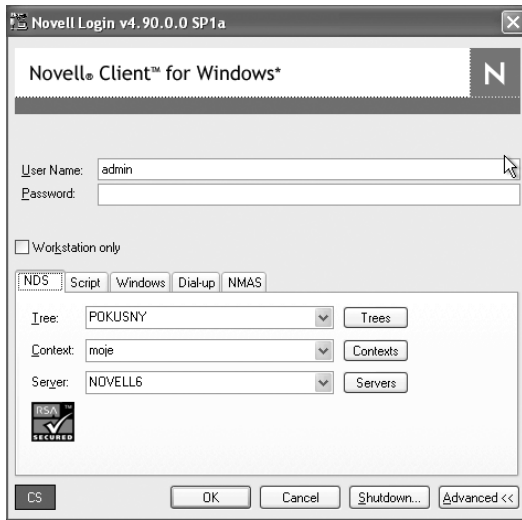 Novell Login v4.90.0.0 SP1a
Novell® Client™ for Windows*
N
User Name: admin
Password:
Workstation only
NDS Script Windows Dial-up NMAS
Tree: POKUSNY Trees
Context: moje Contexts
Server: NOVELL6 Servers
RSA™
SECURED
CS OK Cancel Shutdown... Advanced <<